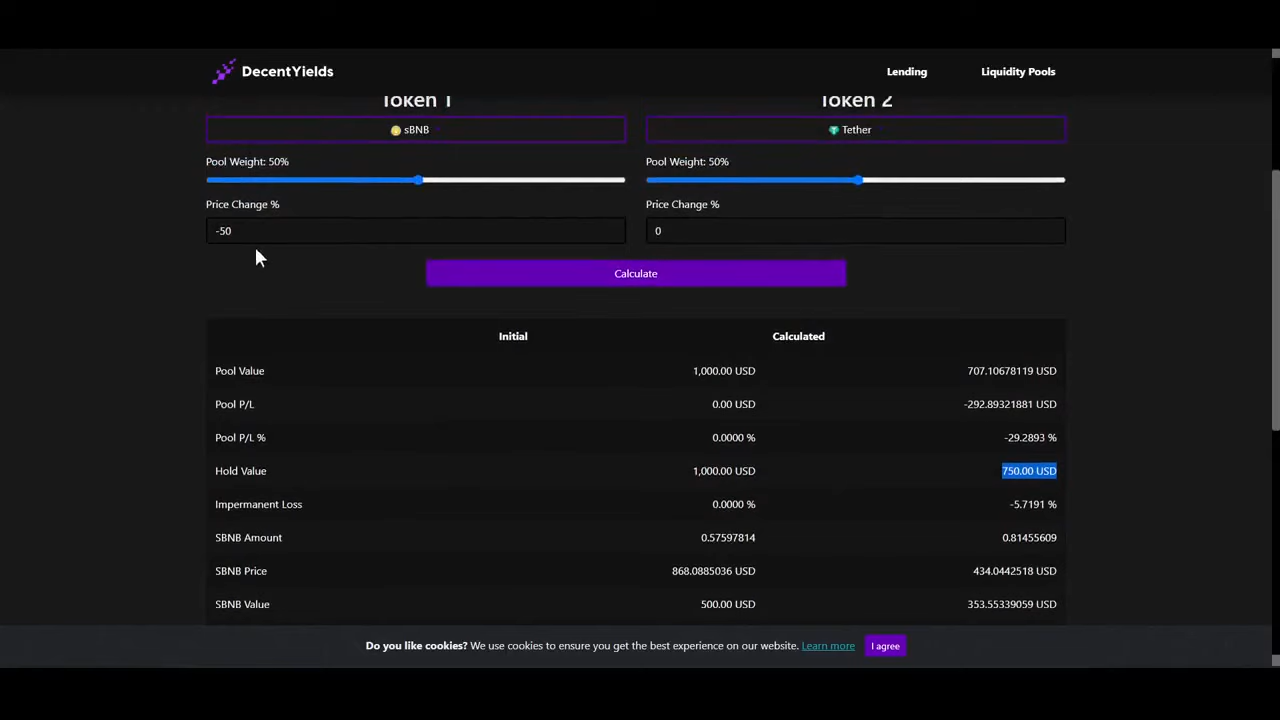 DecentYields
Lending Liquidity Pools
Token 1 Token 2
sBNB Tether
Pool Weight: 50% Pool Weight: 50%
Price Change % Price Change %
-50 0
Calculate
Initial Calculated
Pool Value 1,000.00 USD 707.10678119 USD
Pool P/L 0.00 USD -292.89321881 USD
Pool P/L % 0.0000 % -29.2893 %
Hold Value 1,000.00 USD 750.00 USD
Impermanent Loss 0.0000 % -5.7191 %
SBNB Amount 0.57597814 0.81455609
SBNB Price 868.0885036 USD 434.0442518 USD
SBNB Value 500.00 USD 353.55339059 USD
Do you like cookies? We use cookies to ensure you get the best experience on our website. Learn more I agree